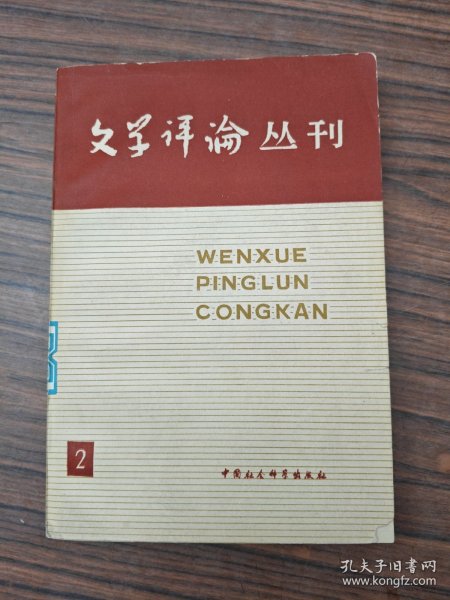 文学评论丛刊
WENXUE
PINGLUN
CONGKAN
2
中国社会科学出版社
孔夫子旧书网
www.kongfz.com